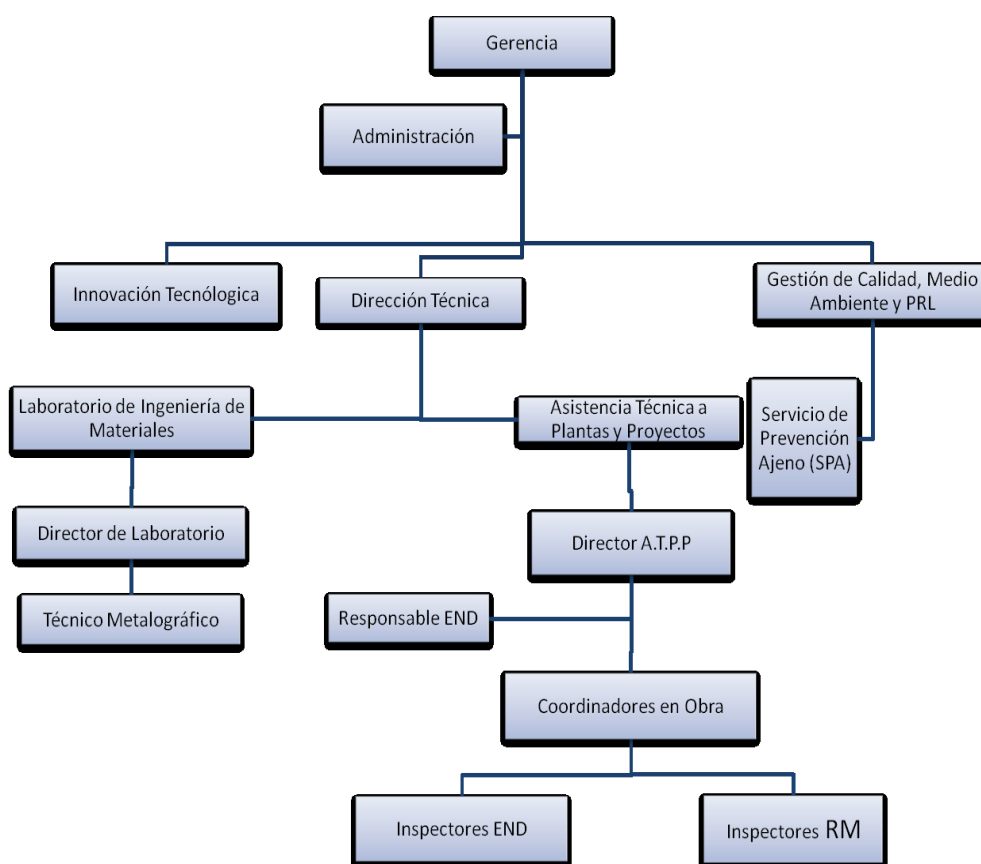 Gerencia
Administración
Innovación Tecnólogica
Dirección Técnica
Gestión de Calidad, Medio
Ambiente y PRL
Laboratorio de Ingeniería de
Materiales
Asistencia Técnica a
Plantas y Proyectos
Servicio de
Prevención
Ajeno (SPA)
Director de Laboratorio
Director A.T.P.P
Técnico Metalográfico
Responsable END
Coordinadores en Obra
Inspectores END
Inspectores RM